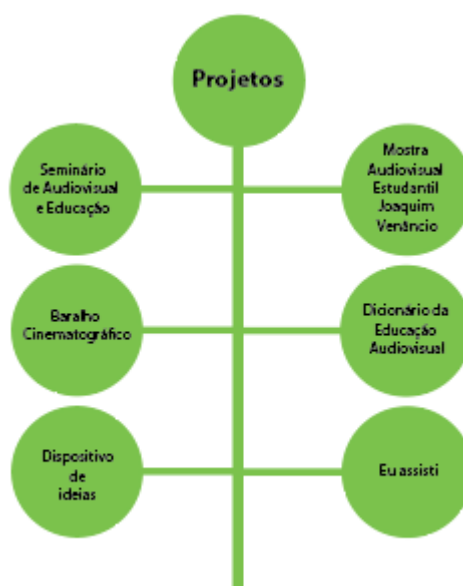 Projetos
Seminário
de Audiovisual
e Educação
Mostra
Audiovisual
Estudantil
Joaquim
Venâncio
Baralho
Cinematográfico
Dicionário da
Educação
Audiovisual
Dispositivo
de
ideias
Eu assisti